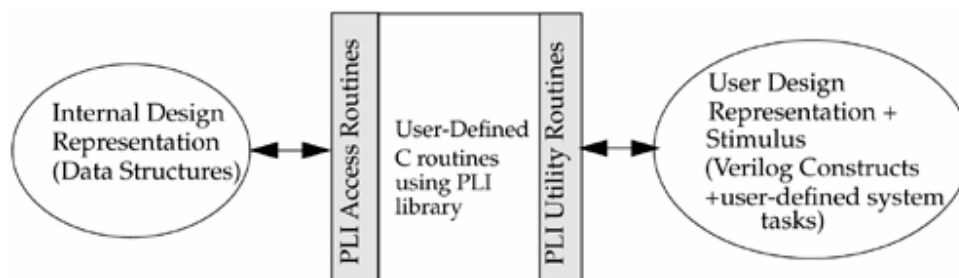 Internal Design
Representation
(Data Structures)
PLI Access Routines
User-Defined
C routines
using PLI
library
PLI Utility Routines
User Design
Representation +
Stimulus
(Verilog Constructs
+user-defined system
tasks)